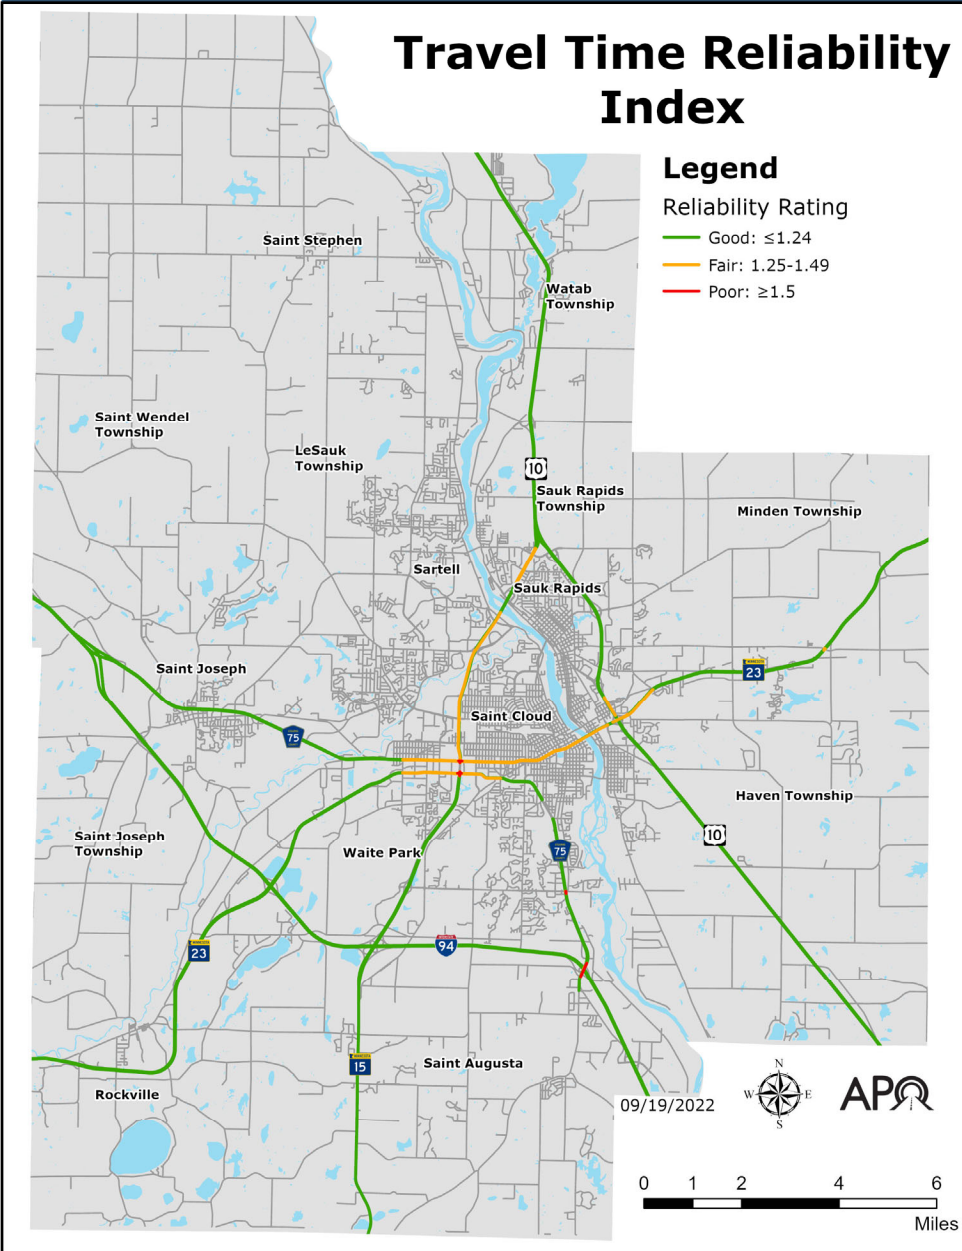 Travel Time Reliability
Index
Legend
Reliability Rating
Good: ≤1.24
Fair: 1.25-1.49
Poor: ≥1.5
Saint Stephen
Watab
Township
Saint Wendel
Township
LeSauk
Township
10
Sauk Rapids
Township
Minden Township
Sartell
Sauk Rapids
Saint Joseph
23
Saint Cloud
75
Haven Township
10
Saint Joseph
Township
Waite Park
75
94
23
15
Saint Augusta
Rockville
09/19/2022
N
W E
S
APO
0 1 2 4 6
Miles